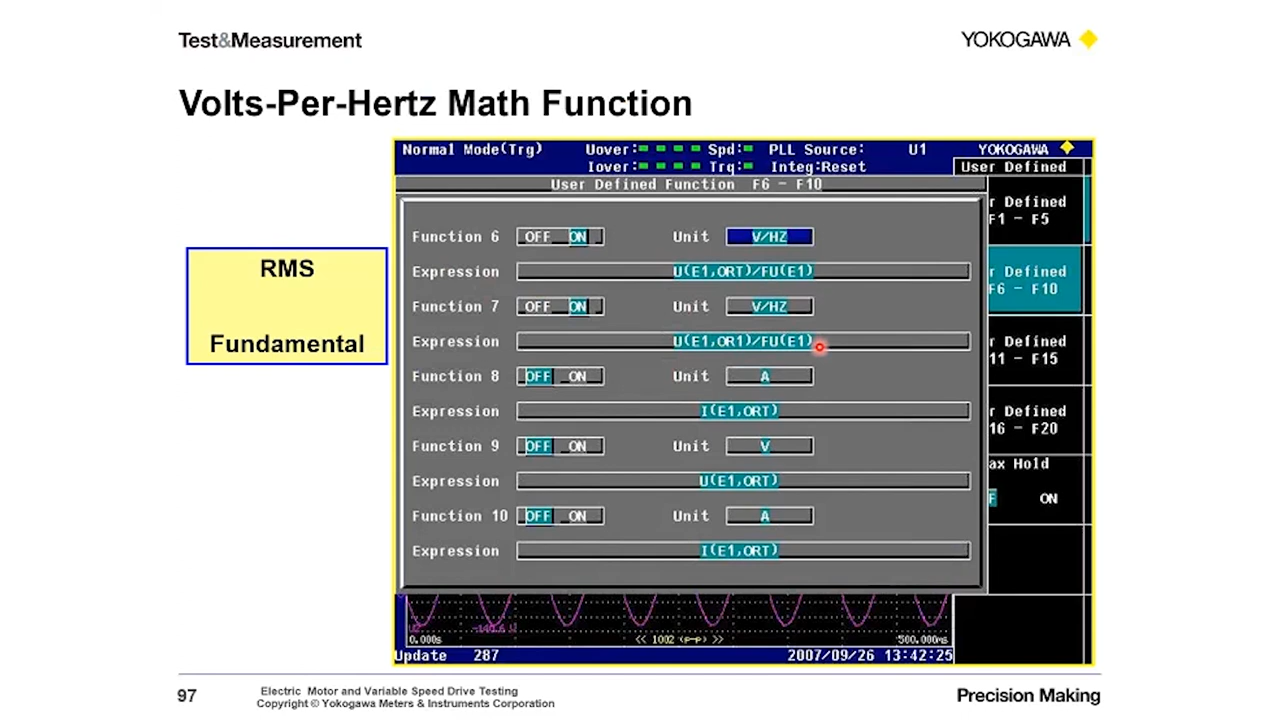 Test&Measurement
YOKOGAWA
Volts-Per-Hertz Math Function
Normal Mode(Trg) Uover: Spd: PLL Source: U1 YOKOGAWA
Iover: Trq: Integ:Reset User Defined
User Defined Function F6 - F10
r Defined
F1 - F5
Function 6 OFF ON Unit V/HZ
RMS
Expression U(E1,ORT)/FU(E1)
r Defined
F6 - F10
Function 7 OFF ON Unit V/HZ
Fundamental
Expression U(E1,OR1)/FU(E1)
r Defined
11 - F15
Function 8 OFF ON Unit A
Expression I(E1,ORT)
r Defined
16 - F20
Function 9 OFF ON Unit V
ax Hold
Expression U(E1,ORT)
F ON
Function 10 OFF ON Unit A
Expression I(E1,ORT)
0.000s << 1002 (p-p) >> 500.000ms
Update 287 2007/09/26 13:42:25
97
Electric Motor and Variable Speed Drive Testing
Copyright © Yokogawa Meters & Instruments Corporation
Precision Making